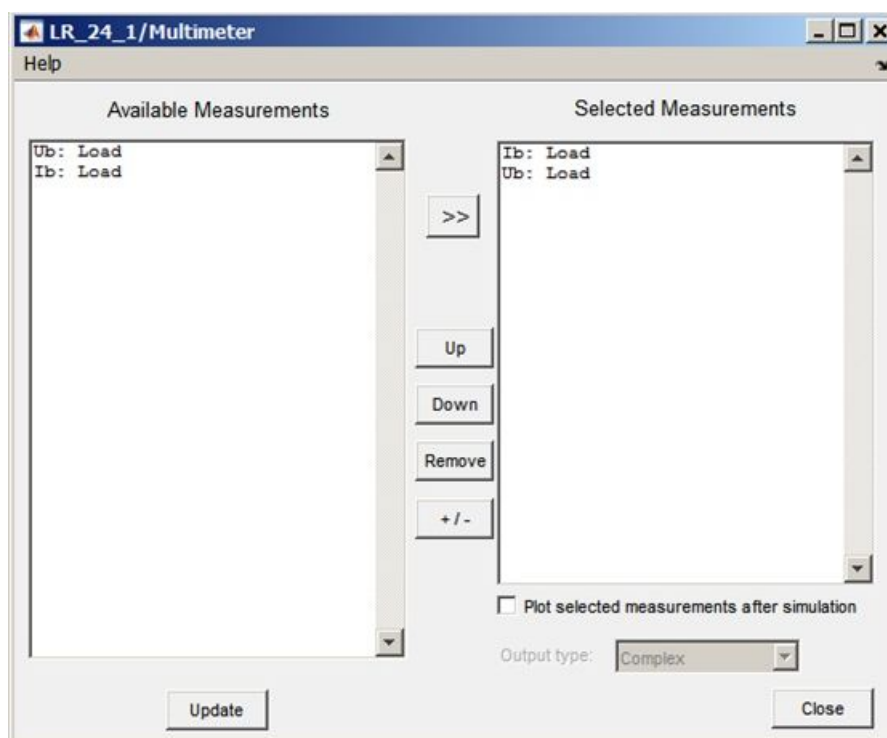 LR_24_1/Multimeter
Help
Available Measurements
Ub: Load
Ib: Load
>>
Up
Down
Remove
+ / -
Selected Measurements
Ib: Load
Ub: Load
Plot selected measurements after simulation
Output type: Complex
Update
Close